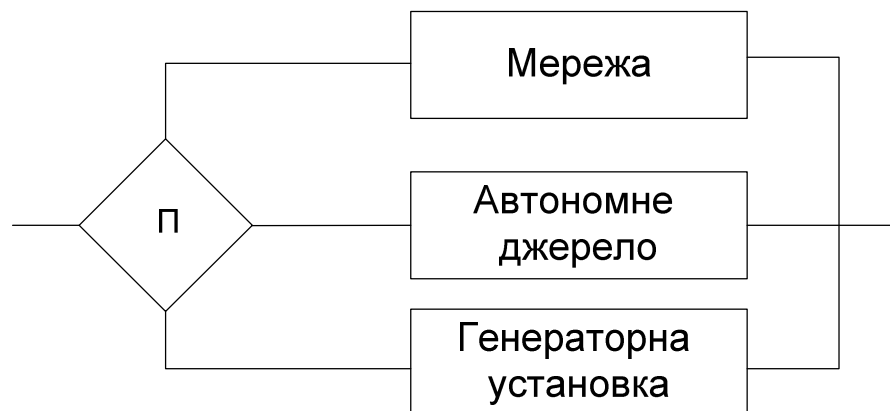 Мережа
П
Автономне
джерело
Генераторна
установка